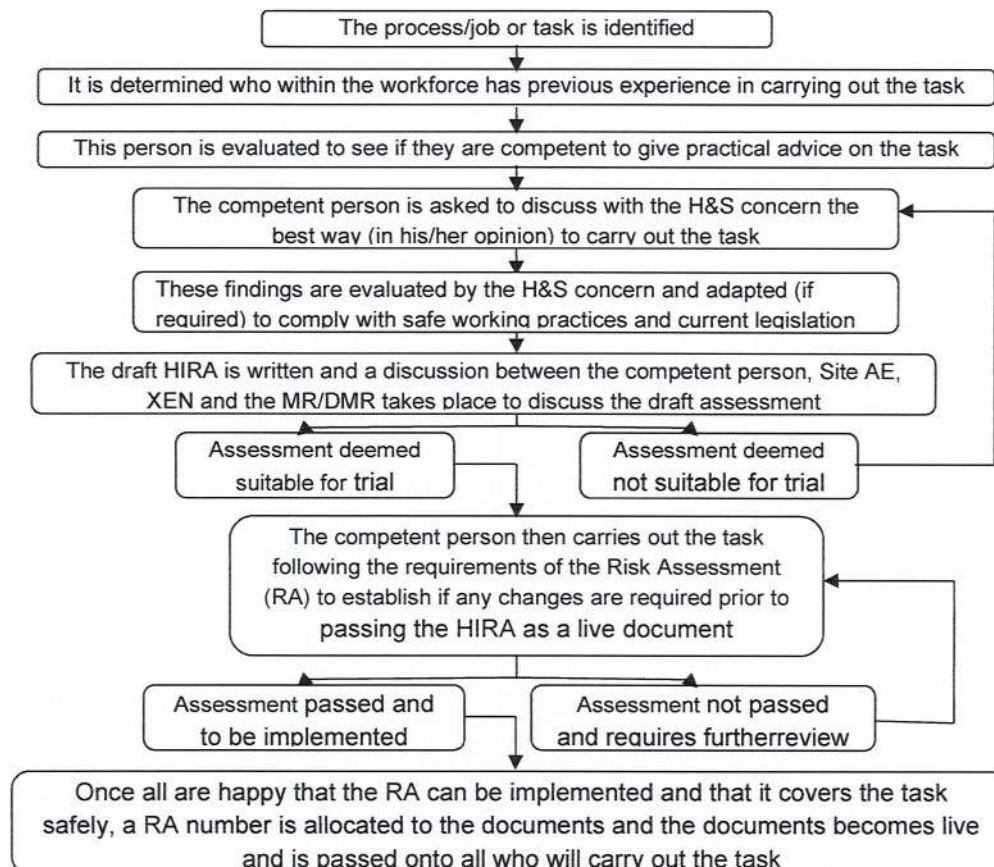 The process/job or task is identified
It is determined who within the workforce has previous experience in carrying out the task
This person is evaluated to see if they are competent to give practical advice on the task
The competent person is asked to discuss with the H&S concern the
best way (in his/her opinion) to carry out the task
These findings are evaluated by the H&S concern and adapted (if
required) to comply with safe working practices and current legislation
The draft HIRA is written and a discussion between the competent person, Site AE,
XEN and the MR/DMR takes place to discuss the draft assessment
Assessment deemed
suitable for trial
Assessment deemed
not suitable for trial
The competent person then carries out the task
following the requirements of the Risk Assessment
(RA) to establish if any changes are required prior to
passing the HIRA as a live document
Assessment passed and
to be implemented
Assessment not passed
and requires furtherreview
Once all are happy that the RA can be implemented and that it covers the task
safely, a RA number is allocated to the documents and the documents becomes live
and is passed onto all who will carry out the task